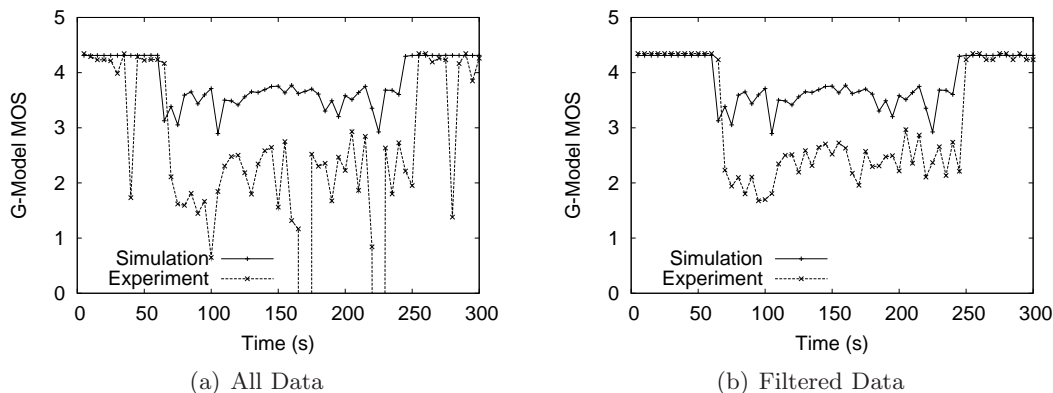 G-Model MOS
5
4
3
2
1
0
Simulation
Experiment
0 50 100 150 200 250 300
Time (s)
(a) All Data
G-Model MOS
5
4
3
2
1
0
Simulation
Experiment
0 50 100 150 200 250 300
Time (s)
(b) Filtered Data